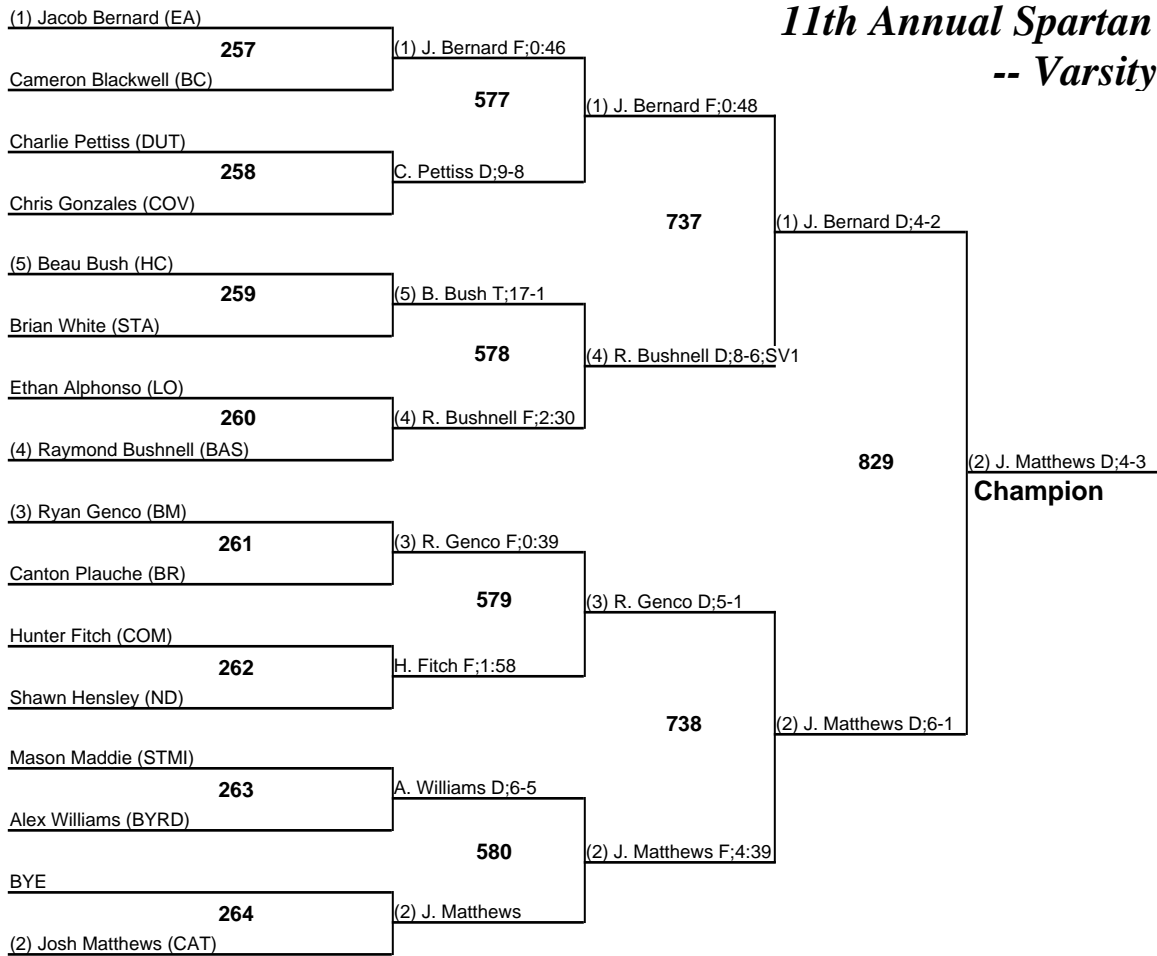 11th Annual Spartan
-- Varsity
(1) Jacob Bernard (EA)
257
Cameron Blackwell (BC)
(1) J. Bernard F;0:46
577
Charlie Pettiss (DUT)
258
Chris Gonzales (COV)
C. Pettiss D;9-8
(1) J. Bernard F;0:48
737
(5) Beau Bush (HC)
259
Brian White (STA)
(5) B. Bush T;17-1
578
Ethan Alphonso (LO)
260
(4) Raymond Bushnell (BAS)
(4) R. Bushnell F;2:30
(4) R. Bushnell D;8-6;SV1
(1) J. Bernard D;4-2
829
(3) Ryan Genco (BM)
261
Canton Plauche (BR)
(3) R. Genco F;0:39
579
Hunter Fitch (COM)
262
Shawn Hensley (ND)
H. Fitch F;1:58
(3) R. Genco D;5-1
738
Mason Maddie (STMI)
263
Alex Williams (BYRD)
A. Williams D;6-5
580
BYE
264
(2) Josh Matthews (CAT)
(2) J. Matthews
(2) J. Matthews F;4:39
(2) J. Matthews D;6-1
(2) J. Matthews D;4-3
Champion